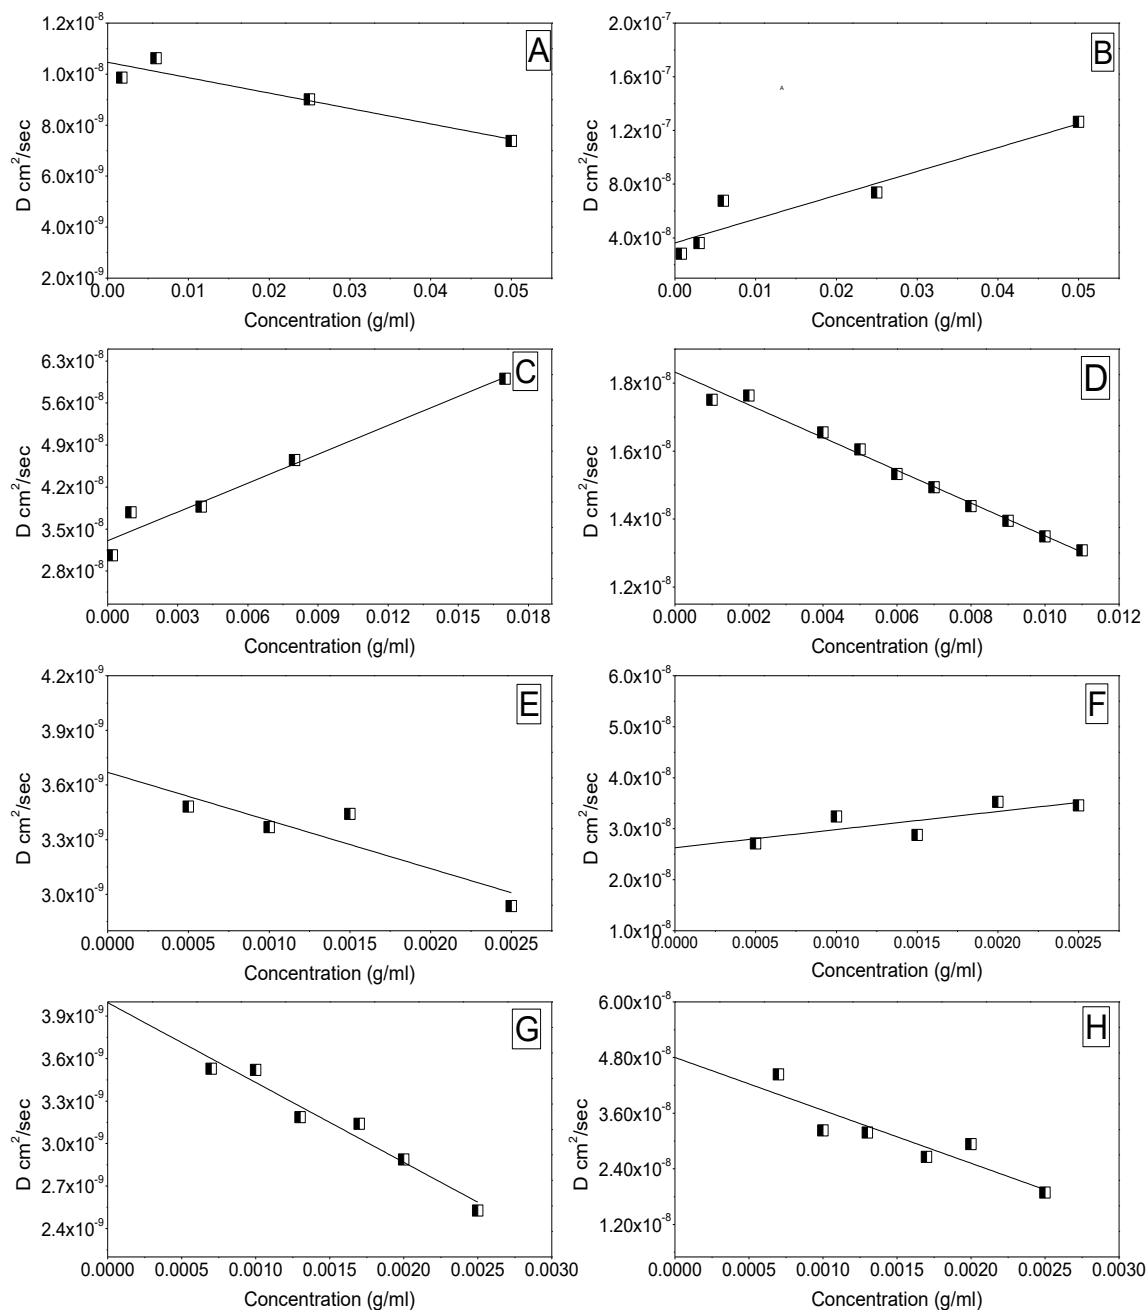 A
1.2x10⁻⁸
1.0x10⁻⁸
8.0x10⁻⁹
6.0x10⁻⁹
4.0x10⁻⁹
2.0x10⁻⁹
D cm²/sec
0.00 0.01 0.02 0.03 0.04 0.05
Concentration (g/ml)
B
A
2.0x10⁻⁷
1.6x10⁻⁷
1.2x10⁻⁷
8.0x10⁻⁸
4.0x10⁻⁸
D cm²/sec
0.00 0.01 0.02 0.03 0.04 0.05
Concentration (g/ml)
C
6.3x10⁻⁸
5.6x10⁻⁸
4.9x10⁻⁸
4.2x10⁻⁸
3.5x10⁻⁸
2.8x10⁻⁸
D cm²/sec
0.000 0.003 0.006 0.009 0.012 0.015 0.018
Concentration (g/ml)
D
1.8x10⁻⁸
1.6x10⁻⁸
1.4x10⁻⁸
1.2x10⁻⁸
D cm²/sec
0.000 0.002 0.004 0.006 0.008 0.010 0.012
Concentration (g/ml)
E
4.2x10⁻⁹
3.9x10⁻⁹
3.6x10⁻⁹
3.3x10⁻⁹
3.0x10⁻⁹
D cm²/sec
0.0000 0.0005 0.0010 0.0015 0.0020 0.0025
Concentration (g/ml)
F
6.0x10⁻⁸
5.0x10⁻⁸
4.0x10⁻⁸
3.0x10⁻⁸
2.0x10⁻⁸
1.0x10⁻⁸
D cm²/sec
0.0000 0.0005 0.0010 0.0015 0.0020 0.0025
Concentration (g/ml)
G
3.9x10⁻⁹
3.6x10⁻⁹
3.3x10⁻⁹
3.0x10⁻⁹
2.7x10⁻⁹
2.4x10⁻⁹
D cm²/sec
0.0000 0.0005 0.0010 0.0015 0.0020 0.0025 0.0030
Concentration (g/ml)
H
6.00x10⁻⁸
4.80x10⁻⁸
3.60x10⁻⁸
2.40x10⁻⁸
1.20x10⁻⁸
D cm²/sec
0.0000 0.0005 0.0010 0.0015 0.0020 0.0025 0.0030
Concentration (g/ml)